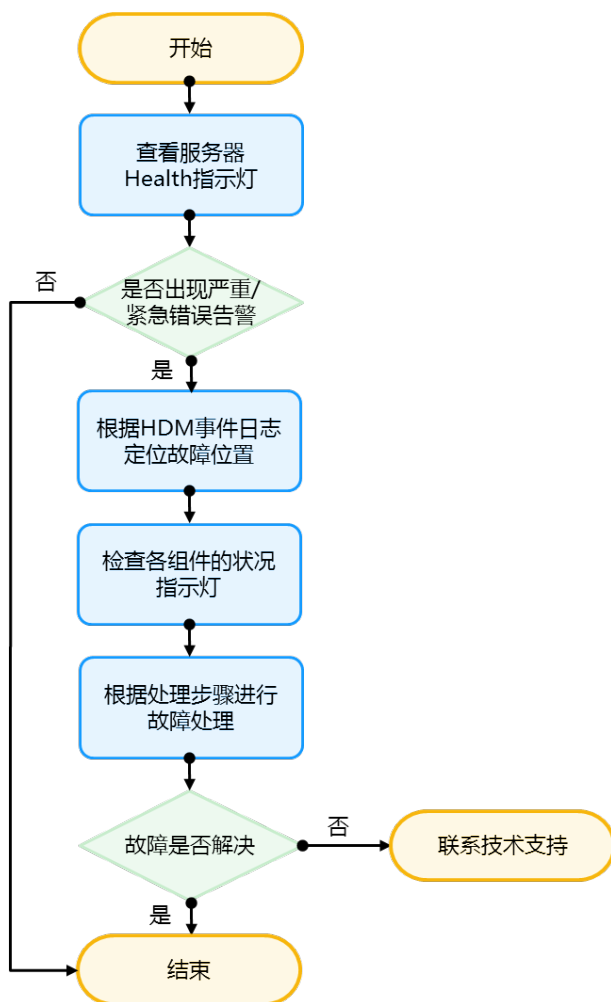 开始
查看服务器
Health指示灯
否
是否出现严重/
紧急错误告警
是
根据HDM事件日志
定位故障位置
检查各组件的状况
指示灯
根据处理步骤进行
故障处理
故障是否解决
否
联系技术支持
是
结束